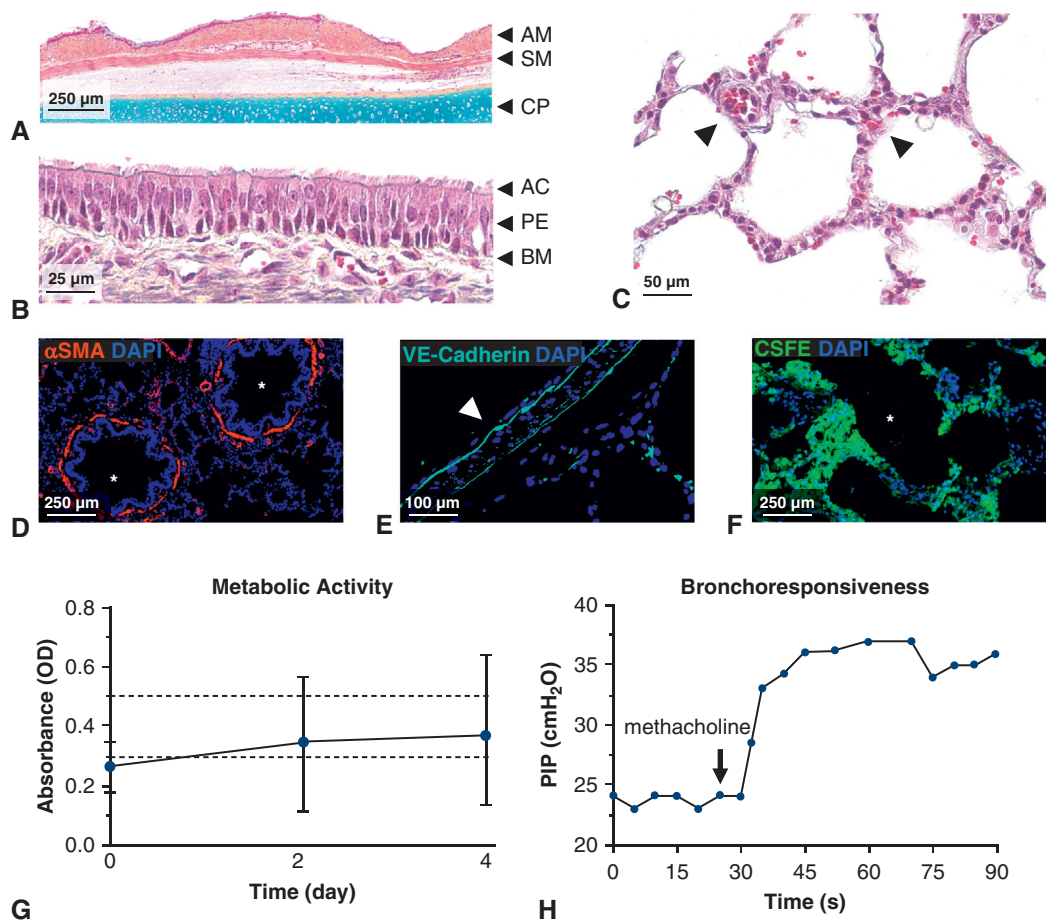 AM
SM
CP
250 µm
A
AC
PE
BM
25 µm
B
50 µm
C
αSMA DAPI
*
*
250 µm
D
VE-Cadherin DAPI
100 µm
E
CSFE DAPI
*
250 µm
F
Metabolic Activity
Absorbance (OD)
0.8
0.6
0.4
0.2
0.0
0 2 4
Time (day)
G
Bronchoresponsiveness
PIP (cmH₂O)
40
35
30
25
20
methacholine
0 15 30 45 60 75 90
Time (s)
H